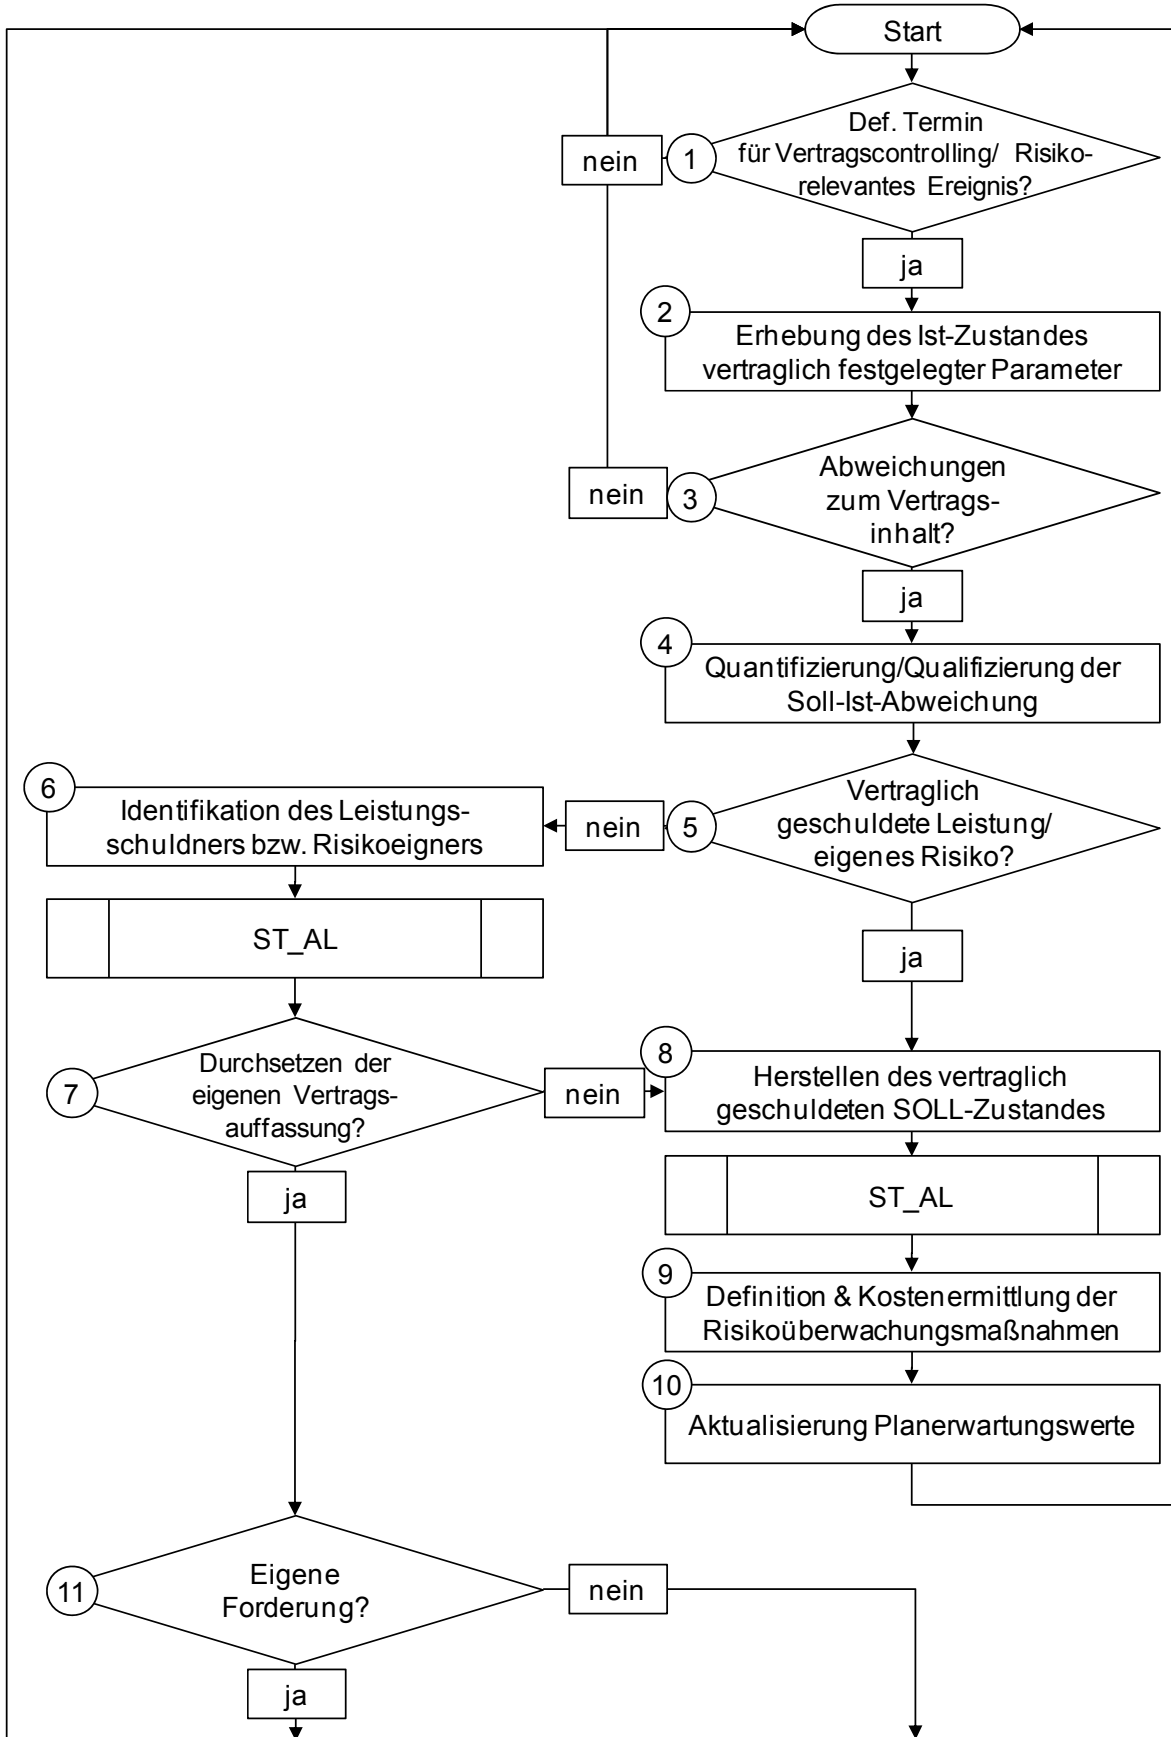 Start
1
Def. Termin
für Vertragscontrolling/ Risiko-
relevantes Ereignis?
nein
ja
2
Erhebung des Ist-Zustandes
vertraglich festgelegter Parameter
3
Abweichungen
zum Vertrags-
inhalt?
nein
ja
4
Quantifizierung/Qualifizierung der
Soll-Ist-Abweichung
5
Vertraglich
geschuldete Leistung/
eigenes Risiko?
nein
ja
6
Identifikation des Leistungs-
schuldners bzw. Risikoeigners
ST_AL
7
Durchsetzen der
eigenen Vertrags-
auffassung?
nein
ja
8
Herstellen des vertraglich
geschuldeten SOLL-Zustandes
ST_AL
9
Definition & Kostenermittlung der
Risikoüberwachungsmaßnahmen
10
Aktualisierung Planerwartungswerte
11
Eigene
Forderung?
nein
ja